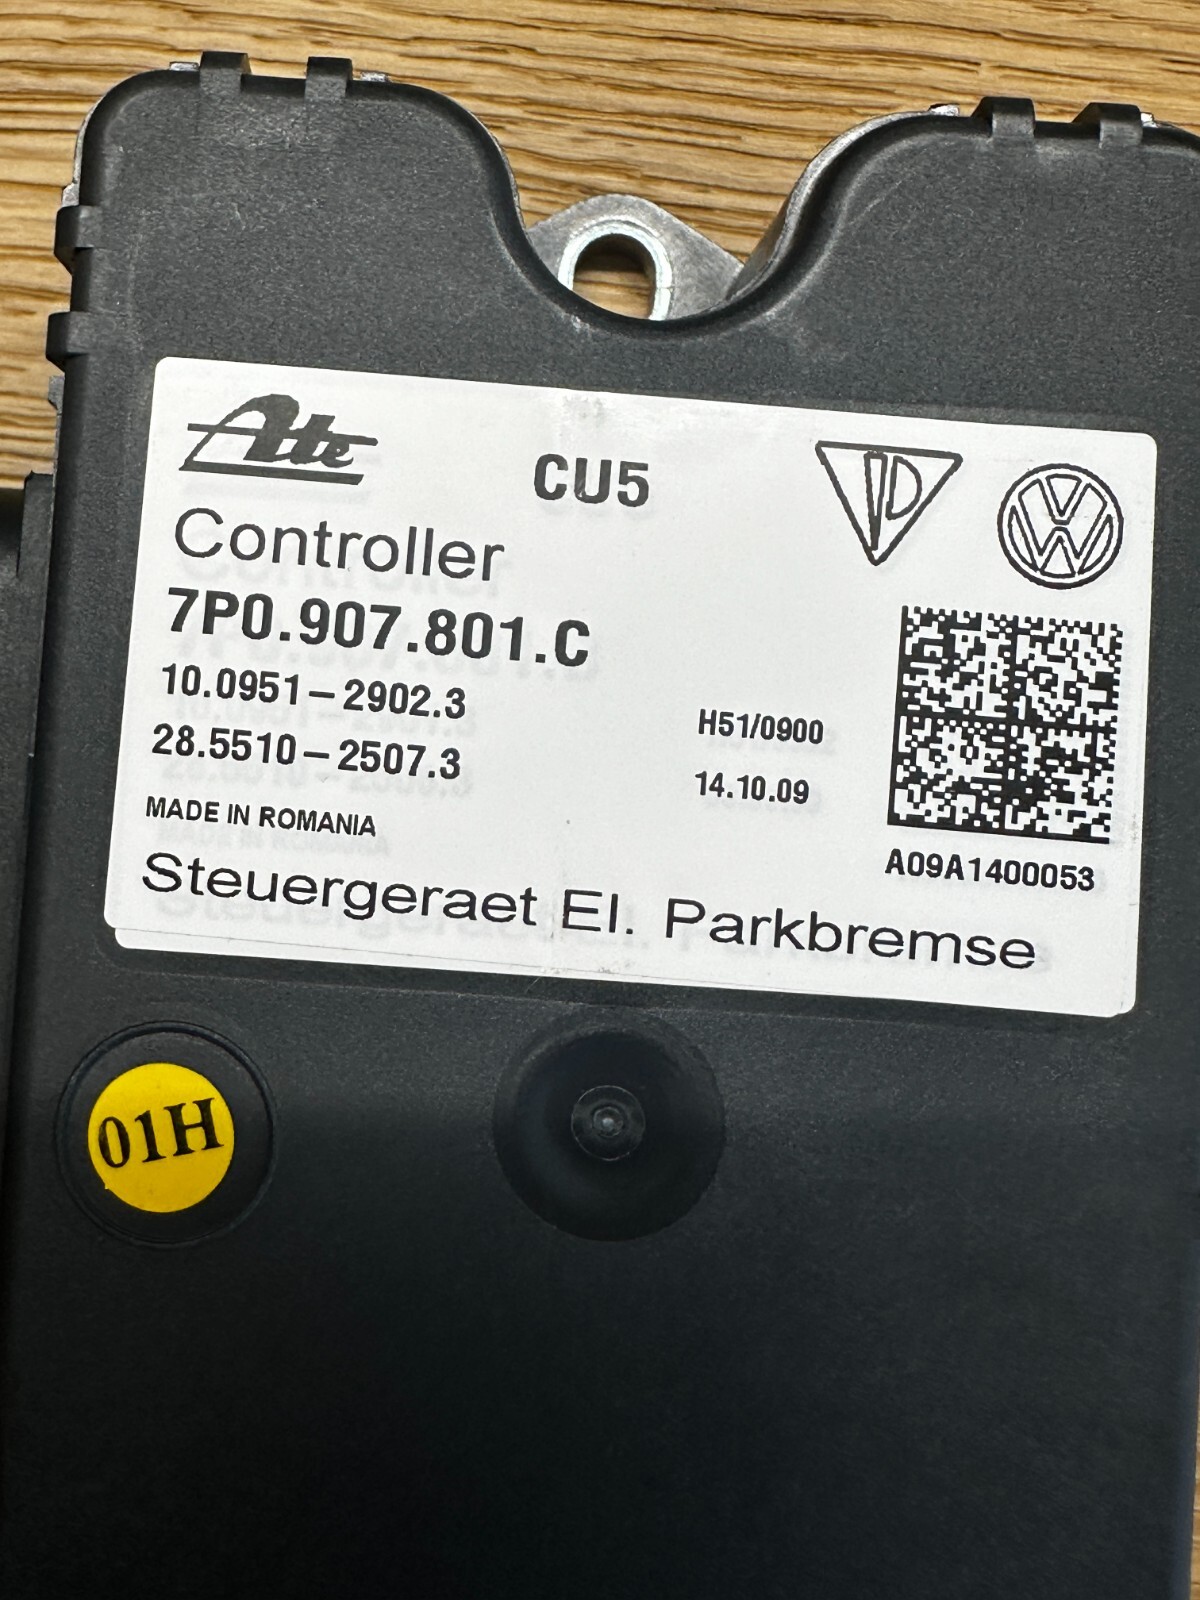 Ate
CU5
Controller
7P0.907.801.C
10.0951-2902.3
28.5510-2507.3
H51/0900
14.10.09
MADE IN ROMANIA
A09A1400053
Steuergeraet El. Parkbremse
01H